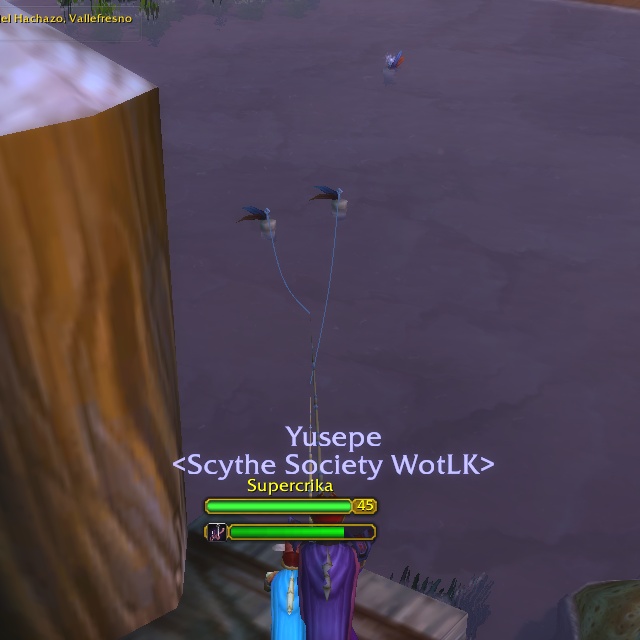 el Hachazo, Vallefresno
Yusepe
<Scythe Society WotLK>
Supercrika
45